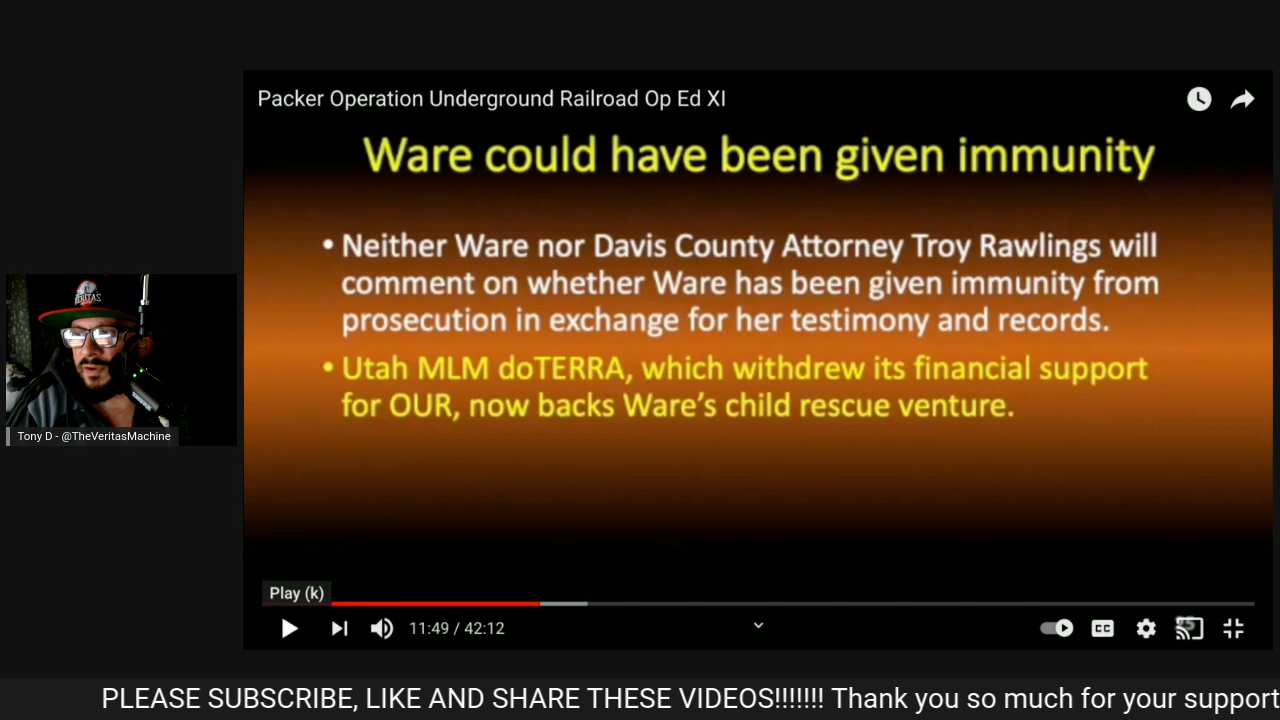 Packer Operation Underground Railroad Op Ed XI
Ware could have been given immunity
• Neither Ware nor Davis County Attorney Troy Rawlings will
comment on whether Ware has been given immunity from
prosecution in exchange for her testimony and records.
• Utah MLM doTERRA, which withdrew its financial support
for OUR, now backs Ware's child rescue venture.
VERITAS
Tony D - @TheVeritasMachine
Play (k)
11:49 / 42:12
CC
PLEASE SUBSCRIBE, LIKE AND SHARE THESE VIDEOS!!!!!!! Thank you so much for your support